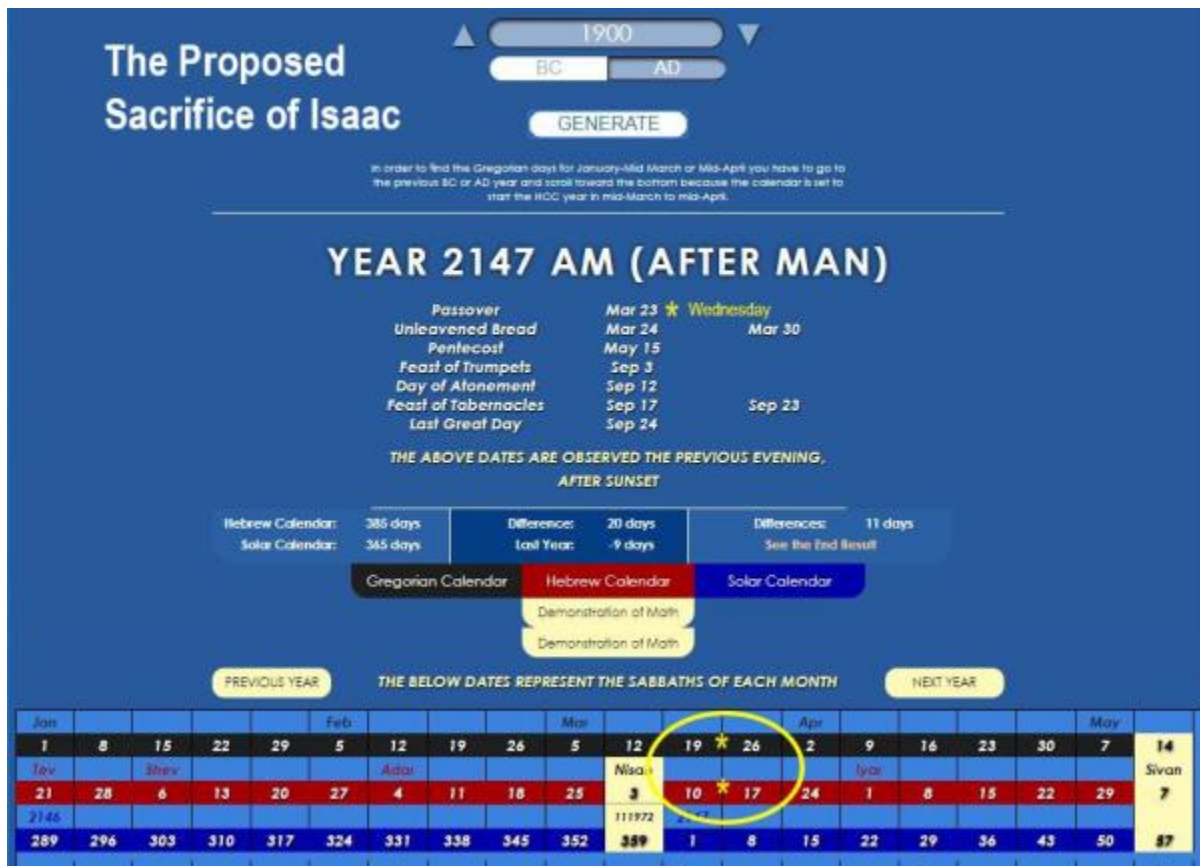 1900
The Proposed
Sacrifice of Isaac
BC AD
GENERATE
In order to find the Gregorian days for January-Mid March or Mid-April you have to go to
the previous BC or AD year and scroll toward the bottom because the calendar is set to
start the HCC year in mid-March to mid-April.
YEAR 2147 AM (AFTER MAN)
Passover Mar 23 * Wednesday
Unleavened Bread Mar 24 Mar 30
Pentecost May 15
Feast of Trumpets Sep 3
Day of Atonement Sep 12
Feast of Tabernacles Sep 17 Sep 23
Last Great Day Sep 24
THE ABOVE DATES ARE OBSERVED THE PREVIOUS EVENING,
AFTER SUNSET
Hebrew Calendar: 385 days Difference: 20 days Differences: 11 days
Solar Calendar: 365 days Last Year: -9 days See the End Result
Gregorian Calendar Hebrew Calendar Solar Calendar
Demonstration of Math
Demonstration of Math
PREVIOUS YEAR THE BELOW DATES REPRESENT THE SABBATHS OF EACH MONTH NEXT YEAR
Jan Feb Mar Apr May
1 8 15 22 29 5 12 19 26 5 12 19 * 26 2 9 16 23 30 7 14
Tev Shev Adar Nisan Iyar Sivan
21 28 6 13 20 27 4 11 18 25 3 10 * 17 24 1 8 15 22 29 7
2146 111972 2147
289 296 303 310 317 324 331 338 345 352 359 1 8 15 22 29 36 43 50 57